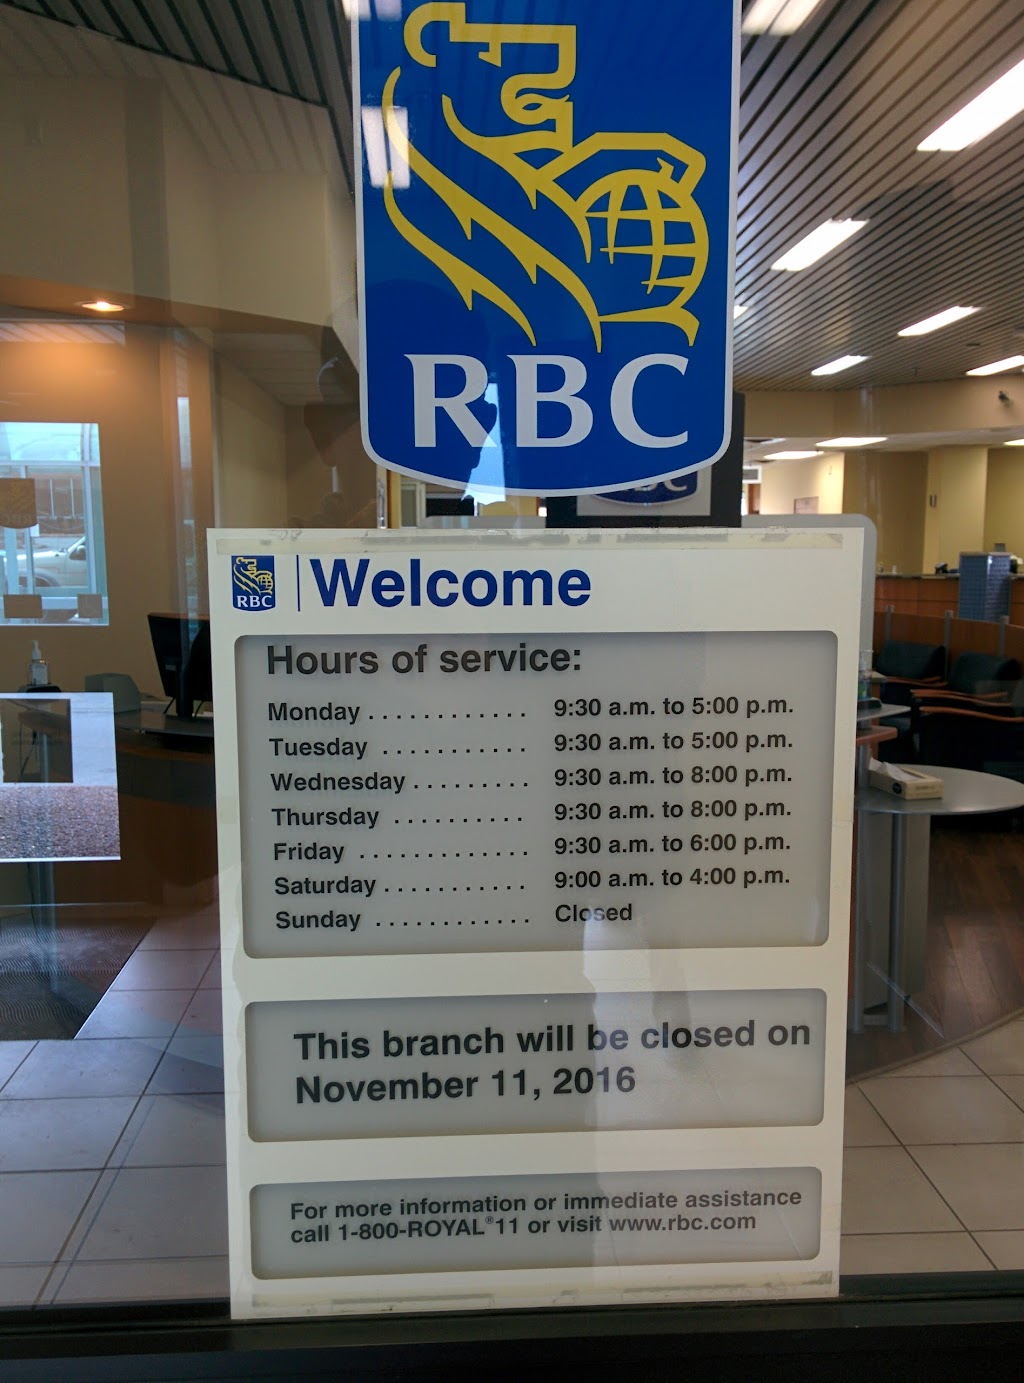 RBC
RBC
Welcome
Hours of service:
Monday . . . . . . . . . . . . 9:30 a.m. to 5:00 p.m.
Tuesday . . . . . . . . . . . 9:30 a.m. to 5:00 p.m.
Wednesday . . . . . . . . . 9:30 a.m. to 8:00 p.m.
Thursday . . . . . . . . . . 9:30 a.m. to 8:00 p.m.
Friday . . . . . . . . . . . . . 9:30 a.m. to 6:00 p.m.
Saturday . . . . . . . . . . . 9:00 a.m. to 4:00 p.m.
Sunday . . . . . . . . . . . . Closed
This branch will be closed on
November 11, 2016
For more information or immediate assistance
call 1-800-ROYAL®11 or visit www.rbc.com